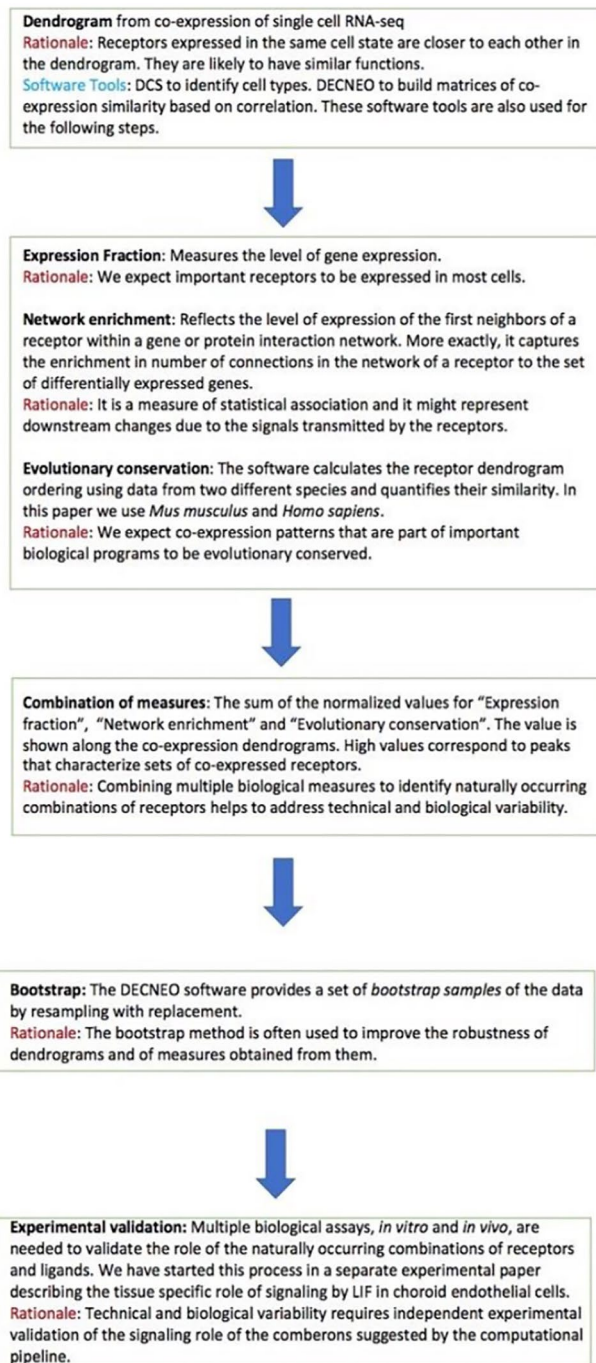 Dendrogram from co-expression of single cell RNA-seq
Rationale: Receptors expressed in the same cell state are closer to each other in
the dendrogram. They are likely to have similar functions.
Software Tools: DCS to identify cell types. DECNEO to build matrices of co-
expression similarity based on correlation. These software tools are also used for
the following steps.
Expression Fraction: Measures the level of gene expression.
Rationale: We expect important receptors to be expressed in most cells.
Network enrichment: Reflects the level of expression of the first neighbors of a
receptor within a gene or protein interaction network. More exactly, it captures
the enrichment in number of connections in the network of a receptor to the set
of differentially expressed genes.
Rationale: It is a measure of statistical association and it might represent
downstream changes due to the signals transmitted by the receptors.
Evolutionary conservation: The software calculates the receptor dendrogram
ordering using data from two different species and quantifies their similarity. In
this paper we use Mus musculus and Homo sapiens.
Rationale: We expect co-expression patterns that are part of important
biological programs to be evolutionary conserved.
Combination of measures: The sum of the normalized values for “Expression
fraction”, “Network enrichment” and “Evolutionary conservation”. The value is
shown along the co-expression dendrograms. High values correspond to peaks
that characterize sets of co-expressed receptors.
Rationale: Combining multiple biological measures to identify naturally occurring
combinations of receptors helps to address technical and biological variability.
Bootstrap: The DECNEO software provides a set of bootstrap samples of the data
by resampling with replacement.
Rationale: The bootstrap method is often used to improve the robustness of
dendrograms and of measures obtained from them.
Experimental validation: Multiple biological assays, in vitro and in vivo, are
needed to validate the role of the naturally occurring combinations of receptors
and ligands. We have started this process in a separate experimental paper
describing the tissue specific role of signaling by LIF in choroid endothelial cells.
Rationale: Technical and biological variability requires independent experimental
validation of the signaling role of the comberons suggested by the computational
pipeline.